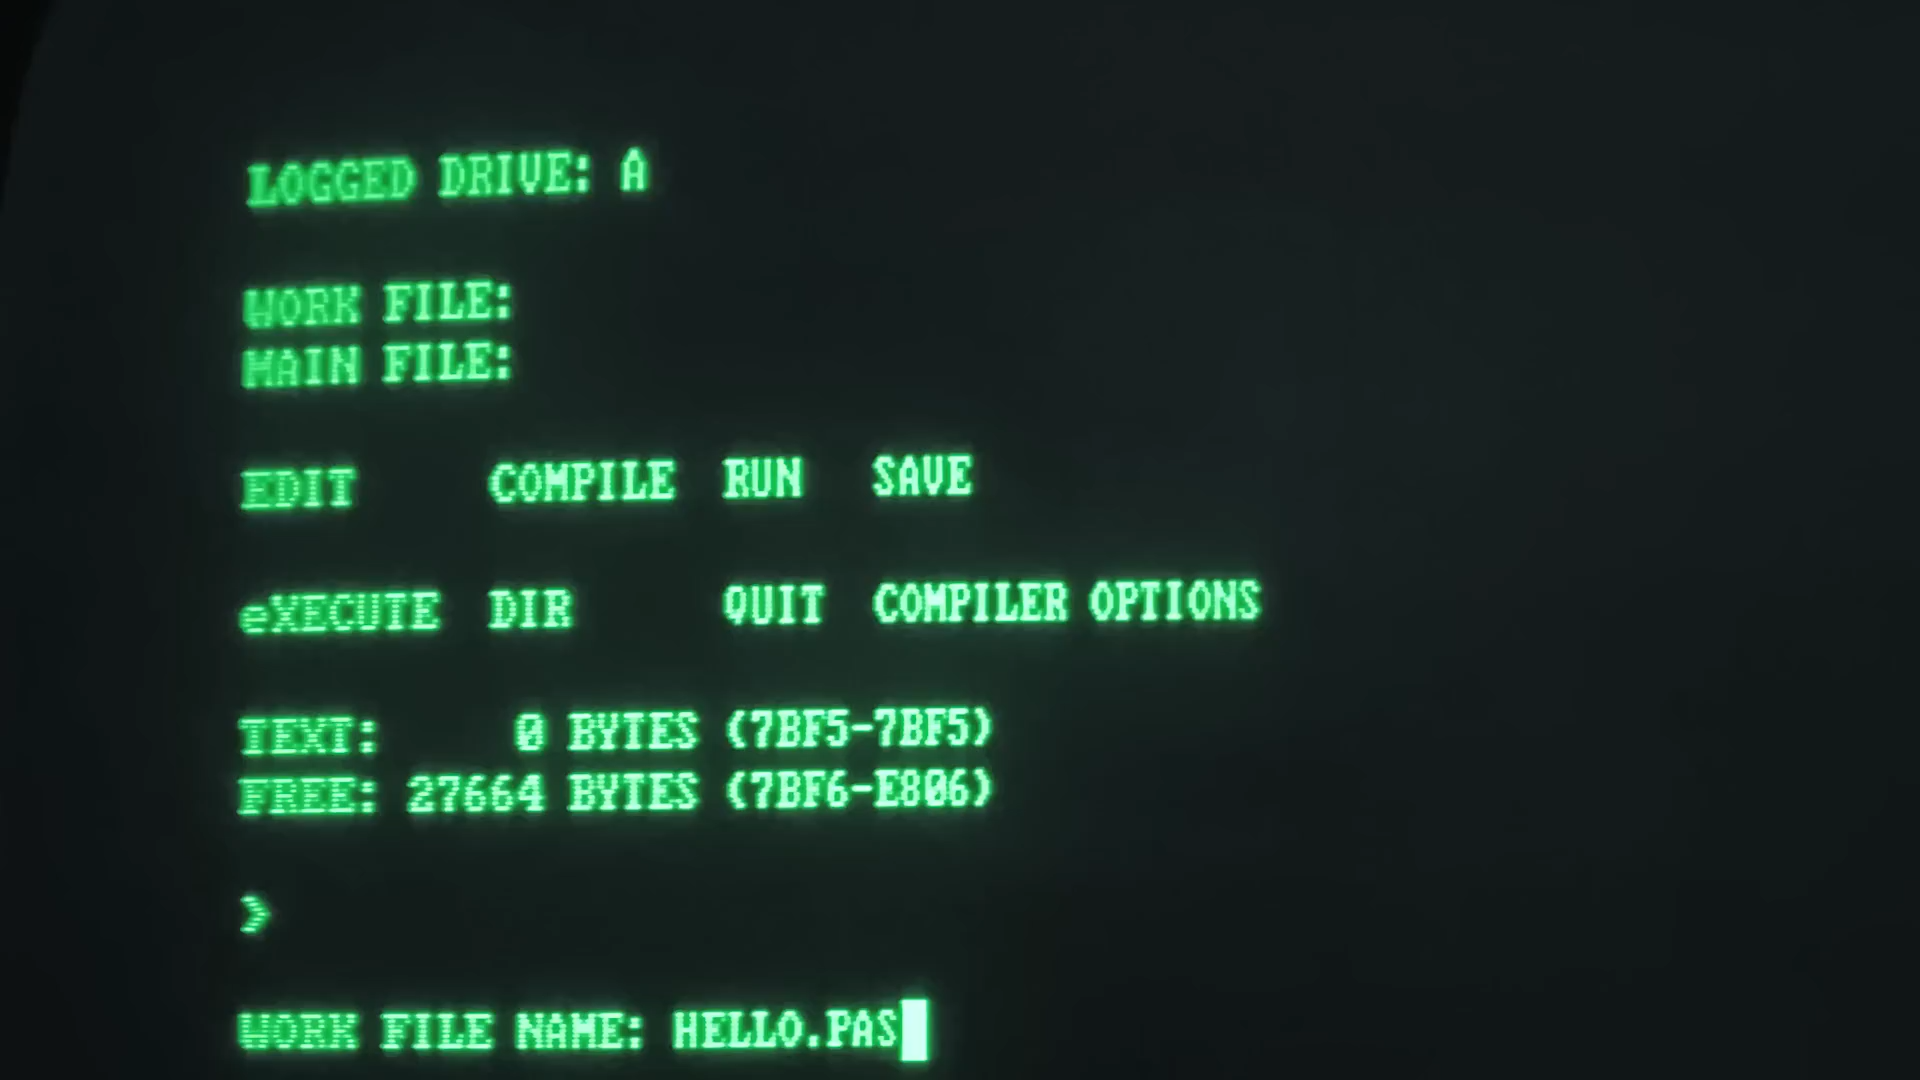 LOGGED DRIVE: A
WORK FILE:
MAIN FILE:
EDIT COMPILE RUN SAVE
eXECUTE DIR QUIT COMPILER OPTIONS
TEXT: 0 BYTES (7BF5-7BF5)
FREE: 27664 BYTES (7BF6-E806)
>
WORK FILE NAME: HELLO.PAS